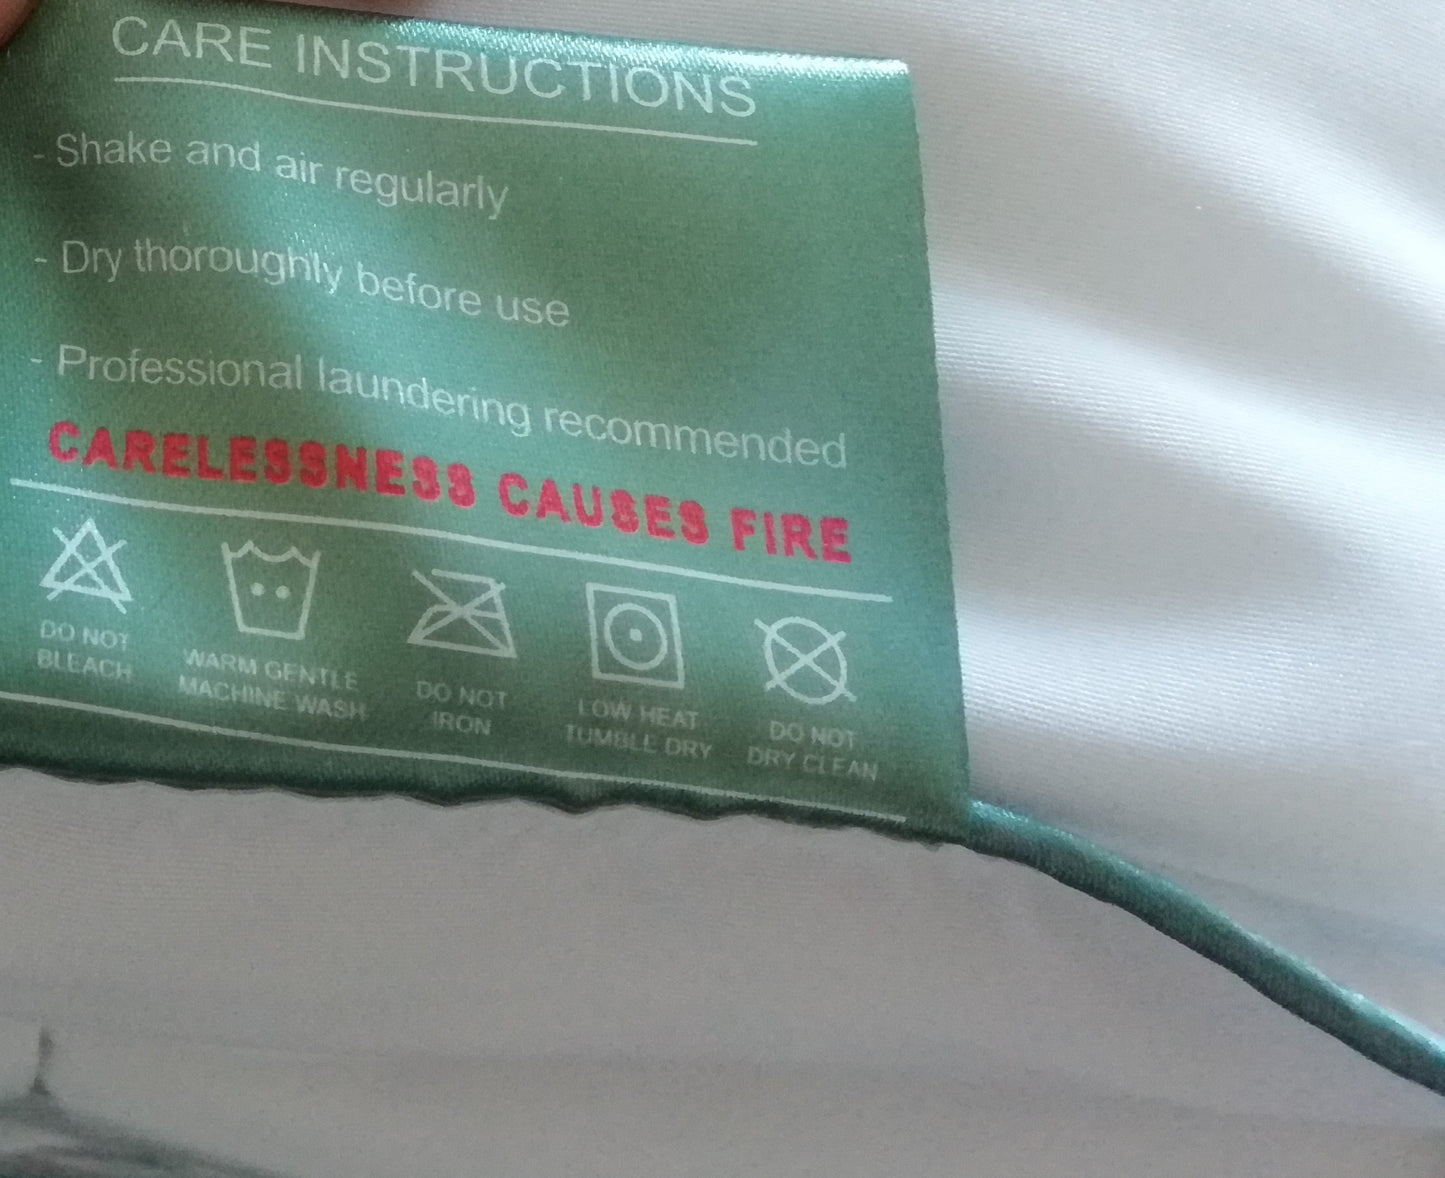 CARE INSTRUCTIONS
- Shake and air regularly
- Dry thoroughly before use
- Professional laundering recommended
CARELESSNESS CAUSES FIRE
DO NOT
BLEACH
WARM GENTLE
MACHINE WASH
DO NOT
IRON
LOW HEAT
TUMBLE DRY
DO NOT
DRY CLEAN